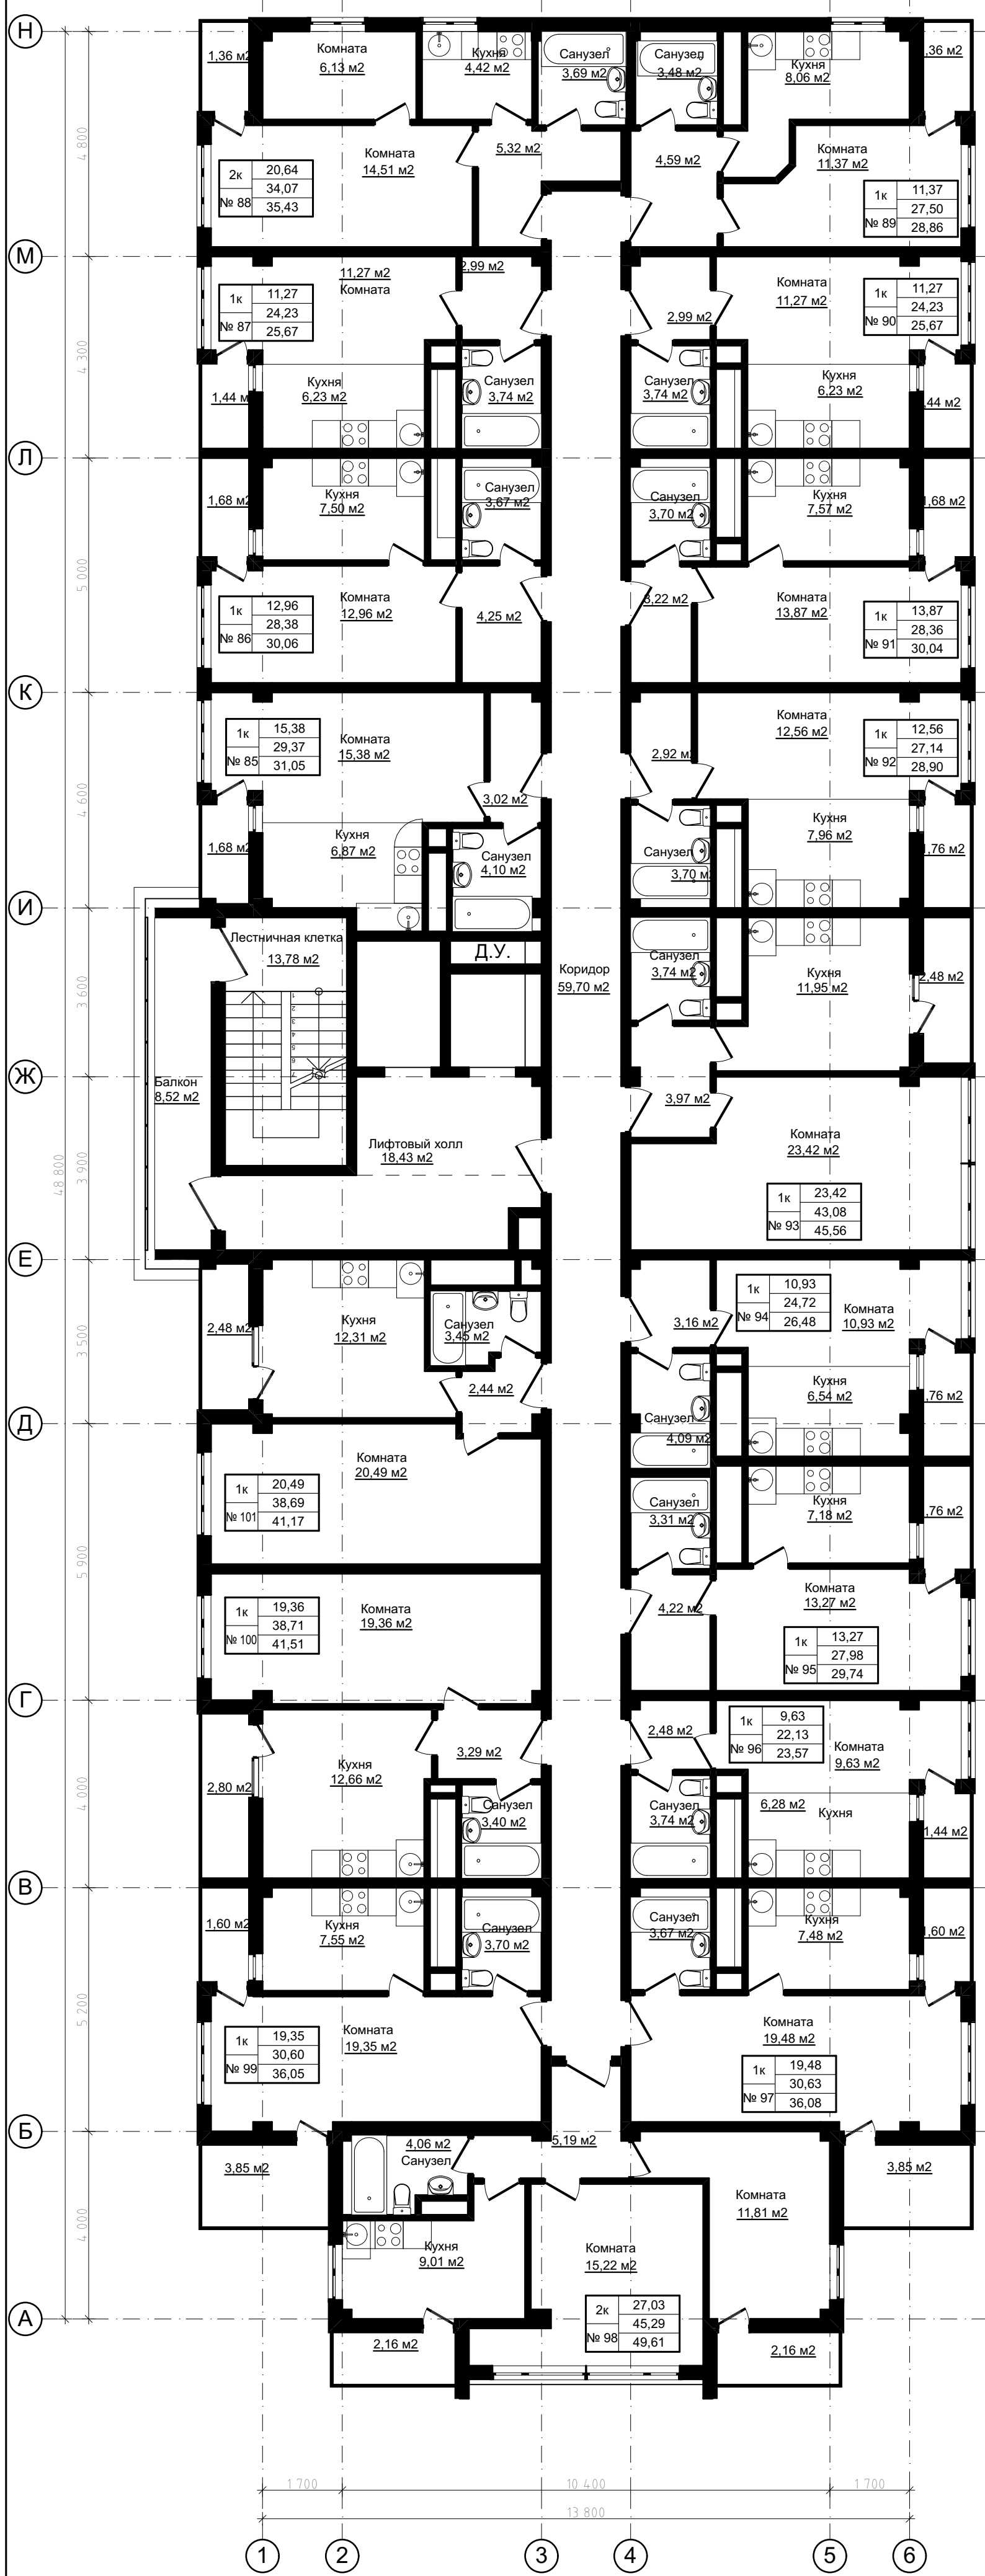 Н
1,36 м2
Комната
6,13 м2
Кухня
4,42 м2
Санузел
3,69 м2
Санузел
3,48 м2
Кухня
8,06 м2
,36 м2
4 800
Комната
14,51 м2
5,32 м2
4,59 м2
Комната
11,37 м2
2к
№ 88
20,64
34,07
35,43
1к
№ 89
11,37
27,50
28,86
М
11,27 м2
Комната
2,99 м2
2,99 м2
Комната
11,27 м2
1к
№ 87
11,27
24,23
25,67
1к
№ 90
11,27
24,23
25,67
4 300
1,44 м
Кухня
6,23 м2
Санузел
3,74 м2
Санузел
3,74 м2
Кухня
6,23 м2
,44 м2
Л
1,68 м2
Кухня
7,50 м2
Санузел
3,67 м2
Санузел
3,70 м2
Кухня
7,57 м2
1,68 м2
5 000
Комната
12,96 м2
4,25 м2
3,22 м2
Комната
13,87 м2
1к
№ 86
12,96
28,38
30,06
1к
№ 91
13,87
28,36
30,04
К
1к
№ 85
15,38
29,37
31,05
Комната
15,38 м2
3,02 м2
2,92 м2
Комната
12,56 м2
1к
№ 92
12,56
27,14
28,90
4 600
1,68 м2
Кухня
6,87 м2
Санузел
4,10 м2
Санузел
3,70 м
Кухня
7,96 м2
1,76 м2
И
Лестничная клетка
13,78 м2
Д.У.
Коридор
59,70 м2
Санузел
3,74 м2
Кухня
11,95 м2
2,48 м2
3 600
Ж
Балкон
8,52 м2
3,97 м2
Лифтовый холл
18,43 м2
Комната
23,42 м2
1к
№ 93
23,42
43,08
45,56
48 800
3 900
Е
2,48 м2
Кухня
12,31 м2
Санузел
3,45 м2
2,44 м2
3,16 м2
1к
№ 94
10,93
24,72
26,48
Комната
10,93 м2
3 500
Санузел
4,09 м2
Кухня
6,54 м2
,76 м2
Д
Комната
20,49 м2
1к
№ 101
20,49
38,69
41,17
Санузел
3,31 м2
Кухня
7,18 м2
,76 м2
5 900
1к
№ 100
19,36
38,71
41,51
Комната
19,36 м2
4,22 м2
Комната
13,27 м2
1к
№ 95
13,27
27,98
29,74
Г
2,80 м2
Кухня
12,66 м2
3,29 м2
Санузел
3,40 м2
2,48 м2
1к
№ 96
9,63
22,13
23,57
Комната
9,63 м2
4 000
Санузел
3,74 м2
6,28 м2
Кухня
1,44 м2
В
1,60 м2
Кухня
7,55 м2
Санузел
3,70 м2
Санузел
3,67 м2
Кухня
7,48 м2
1,60 м2
5 200
1к
№ 99
19,35
30,60
36,05
Комната
19,35 м2
Комната
19,48 м2
1к
№ 97
19,48
30,63
36,08
Б
3,85 м2
4,06 м2
Санузел
5,19 м2
3,85 м2
4 000
Кухня
9,01 м2
Комната
15,22 м2
Комната
11,81 м2
2к
№ 98
27,03
45,29
49,61
А
2,16 м2
2,16 м2
1 700
10 400
1 700
13 800
1
2
3
4
5
6